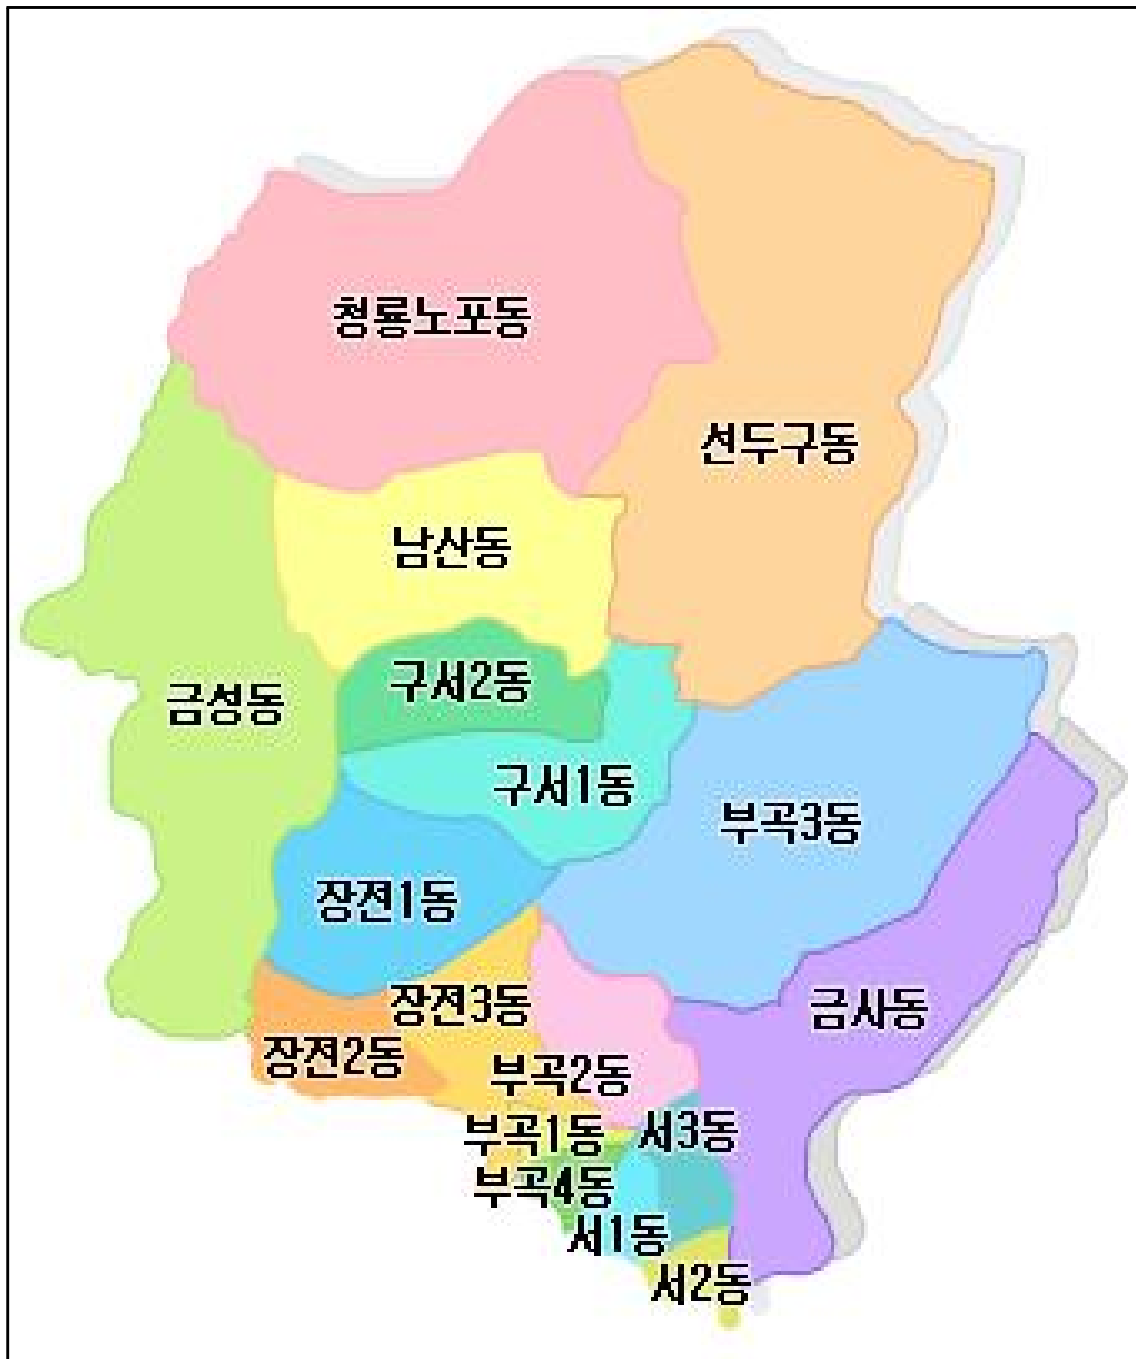 청룡노포동
선두구동
남산동
구서2동
금성동
구서1동
부곡3동
장전1동
장전3동
금사동
장전2동
부곡2동
부곡1동
서3동
부곡4동
서1동
서2동